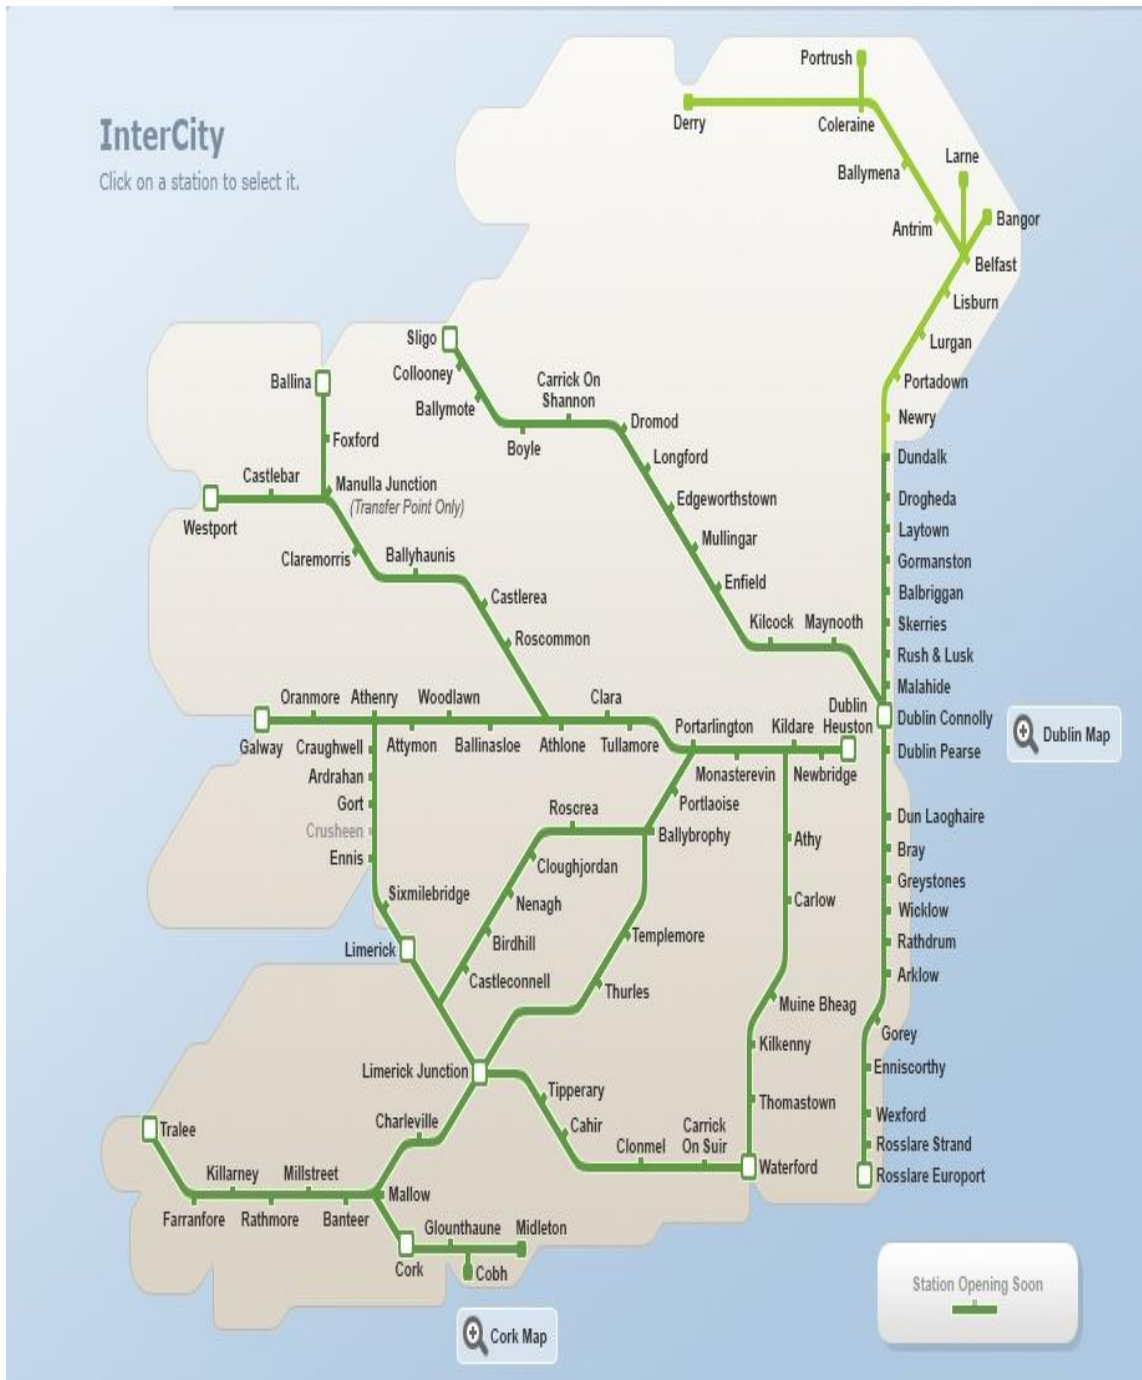 InterCity
Click on a station to select it.
Portrush
Derry
Coleraine
Larne
Ballymena
Bangor
Antrim
Belfast
Lisburn
Lurgan
Portadown
Newry
Sligo
Collooney
Ballymote
Carrick On
Shannon
Boyle
Dromod
Longford
Edgeworthstown
Mullingar
Enfield
Kilcock
Maynooth
Ballina
Foxford
Castlebar
Manulla Junction
(Transfer Point Only)
Westport
Claremorris
Ballyhaunis
Castlerea
Roscommon
Dundalk
Drogheda
Laytown
Gormanston
Balbriggan
Skerries
Rush & Lusk
Malahide
Dublin Connolly
Dublin Pearse
Dublin Map
Oranmore
Athenry
Woodlawn
Clara
Portarlington
Kildare
Dublin
Heuston
Galway
Craughwell
Attymon
Ballinasloe
Athlone
Tullamore
Monasterevin
Newbridge
Ardrahan
Gort
Crusheen
Ennis
Sixmilebridge
Limerick
Portlaoise
Roscrea
Ballybrophy
Cloughjordan
Nenagh
Birdhill
Castleconnell
Templemore
Thurles
Athy
Carlow
Muine Bheag
Kilkenny
Thomastown
Dun Laoghaire
Bray
Greystones
Wicklow
Rathdrum
Arklow
Gorey
Enniscorthy
Wexford
Rosslare Strand
Rosslare Europort
Limerick Junction
Tipperary
Cahir
Clonmel
Carrick
On Suir
Waterford
Charleville
Tralee
Killarney
Millstreet
Mallow
Farranfore
Rathmore
Banteer
Glounthaune
Midleton
Cork
Cobh
Cork Map
Station Opening Soon